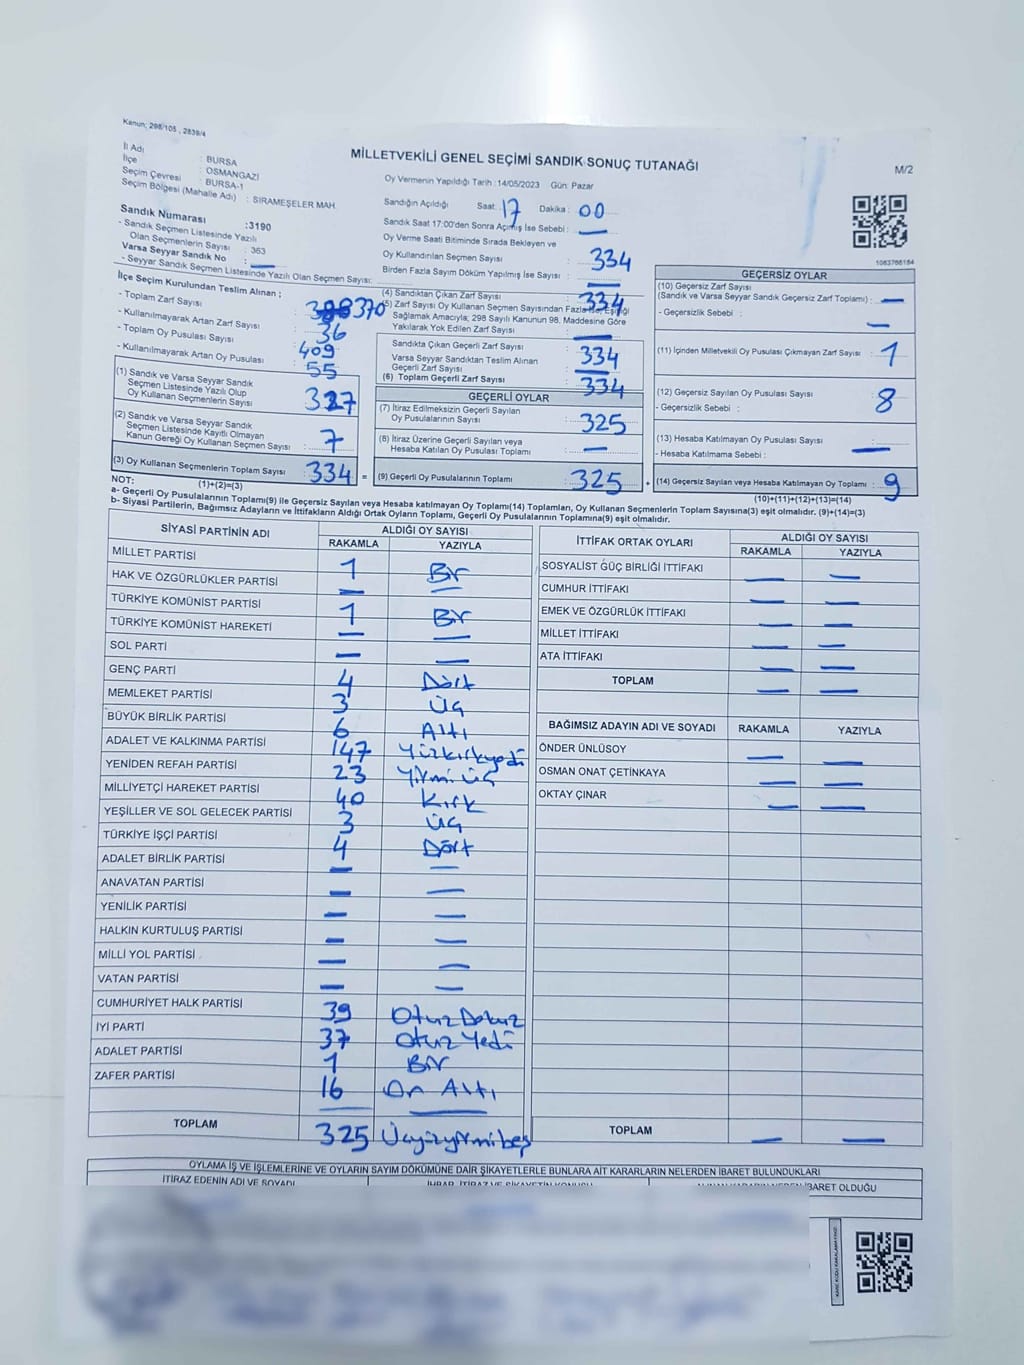 Kanun; 298/105 , 2839/4
MİLLETVEKİLİ GENEL SEÇİMİ SANDIK SONUÇ TUTANAĞI
M/2
İl Adı : BURSA
İlçe : OSMANGAZİ
Seçim Çevresi : BURSA-1
Seçim Bölgesi (Mahalle Adı) : SIRAMEŞELER MAH.
Oy Vermenin Yapıldığı Tarih :14/05/2023 Gün: Pazar
Sandığın Açıldığı Saat: 17 Dakika: 00
Sandık Saat 17:00'den Sonra Açımış İse Sebebi : —
Oy Verme Saati Bitiminde Sırada Bekleyen ve
Oy Kullandırılan Seçmen Sayısı : 334
Birden Fazla Sayım Döküm Yapılmış İse Sayısı : —
Sandık Numarası :3190
- Sandık Seçmen Listesinde Yazılı
Olan Seçmenlerin Sayısı : 363
Varsa Seyyar Sandık No : —
- Seyyar Sandık Seçmen Listesinde Yazılı Olan Seçmen Sayısı:
İlçe Seçim Kurulundan Teslim Alınan ;
- Toplam Zarf Sayısı : 370
- Kullanılmayarak Artan Zarf Sayısı : 36
- Toplam Oy Pusulası Sayısı : 409
- Kullanılmayarak Artan Oy Pusulası : 55
(1) Sandık ve Varsa Seyyar Sandık
Seçmen Listesinde Yazılı Olup
Oy Kullanan Seçmenlerin Sayısı : 327
(2) Sandık ve Varsa Seyyar Sandık
Seçmen Listesinde Kayıtlı Olmayan
Kanun Gereği Oy Kullanan Seçmen Sayısı : 7
(3) Oy Kullanan Seçmenlerin Toplam Sayısı : 334 =
(1)+(2)=(3)
(4) Sandıktan Çıkan Zarf Sayısı : 334
(5) Zarf Sayısı Oy Kullanan Seçmen Sayısından Fazla İse, Eşitliği
Sağlamak Amacıyla; 298 Sayılı Kanunun 98. Maddesine Göre
Yakılarak Yok Edilen Zarf Sayısı : —
Sandıkta Çıkan Geçerli Zarf Sayısı : 334
Varsa Seyyar Sandıktan Teslim Alınan
Geçerli Zarf Sayısı : —
(6) Toplam Geçerli Zarf Sayısı : 334
GEÇERLİ OYLAR
(7) İtiraz Edilmeksizin Geçerli Sayılan
Oy Pusulalarının Sayısı : 325
(8) İtiraz Üzerine Geçerli Sayılan veya
Hesaba Katılan Oy Pusulası Toplamı : —
(9) Geçerli Oy Pusulalarının Toplamı : 325 +
1063766184
GEÇERSİZ OYLAR
(10) Geçersiz Zarf Sayısı
(Sandık ve Varsa Seyyar Sandık Geçersiz Zarf Toplamı) : —
- Geçersizlik Sebebi : —
(11) İçinden Milletvekili Oy Pusulası Çıkmayan Zarf Sayısı : 1
(12) Geçersiz Sayılan Oy Pusulası Sayısı : 8
- Geçersizlik Sebebi :
(13) Hesaba Katılmayan Oy Pusulası Sayısı :
- Hesaba Katılmama Sebebi : —
(14) Geçersiz Sayılan veya Hesaba Katılmayan Oy Toplamı : 9
(10)+(11)+(12)+(13)=(14)
NOT:
a- Geçerli Oy Pusulalarının Toplamı(9) ile Geçersiz Sayılan veya Hesaba katılmayan Oy Toplamı(14) Toplamları, Oy Kullanan Seçmenlerin Toplam Sayısına(3) eşit olmalıdır. (9)+(14)=(3)
b- Siyasi Partilerin, Bağımsız Adayların ve İttifakların Aldığı Ortak Oyların Toplamı, Geçerli Oy Pusulalarının Toplamına(9) eşit olmalıdır.
SİYASİ PARTİNİN ADI ALDIĞI OY SAYISI
RAKAMLA YAZIYLA
MİLLET PARTİSİ 1 Bir
HAK VE ÖZGÜRLÜKLER PARTİSİ — —
TÜRKİYE KOMÜNİST PARTİSİ 1 Bir
TÜRKİYE KOMÜNİST HAREKETİ — —
SOL PARTİ — —
GENÇ PARTİ 4 Dört
MEMLEKET PARTİSİ 3 Üç
BÜYÜK BİRLİK PARTİSİ 6 Altı
ADALET VE KALKINMA PARTİSİ 147 Yüzkırkyedi
YENİDEN REFAH PARTİSİ 23 Yirmi üç
MİLLİYETÇİ HAREKET PARTİSİ 40 Kırk
YEŞİLLER VE SOL GELECEK PARTİSİ 3 Üç
TÜRKİYE İŞÇİ PARTİSİ 4 Dört
ADALET BİRLİK PARTİSİ — —
ANAVATAN PARTİSİ — —
YENİLİK PARTİSİ — —
HALKIN KURTULUŞ PARTİSİ — —
MİLLİ YOL PARTİSİ — —
VATAN PARTİSİ — —
CUMHURİYET HALK PARTİSİ 39 Otuz Dokuz
İYİ PARTİ 37 Otuz Yedi
ADALET PARTİSİ 1 Bir
ZAFER PARTİSİ 16 On Altı
— —
TOPLAM 325 Üçyüzyirmibeş
İTTİFAK ORTAK OYLARI ALDIĞI OY SAYISI
RAKAMLA YAZIYLA
SOSYALİST GÜÇ BİRLİĞİ İTTİFAKI — —
CUMHUR İTTİFAKI — —
EMEK VE ÖZGÜRLÜK İTTİFAKI — —
MİLLET İTTİFAKI — —
ATA İTTİFAKI — —
TOPLAM — —
BAĞIMSIZ ADAYIN ADI VE SOYADI RAKAMLA YAZIYLA
ÖNDER ÜNLÜSOY — —
OSMAN ONAT ÇETİNKAYA — —
OKTAY ÇINAR — —
TOPLAM — —
OYLAMA İŞ VE İŞLEMLERİNE VE OYLARIN SAYIM DÖKÜMÜNE DAİR ŞİKAYETLERLE BUNLARA AİT KARARLARIN NELERDEN İBARET BULUNDUKLARI
İTİRAZ EDENİN ADI VE SOYADI
İHBAR, İTİRAZ VE ŞİKAYETİN KONUSU
İBARET OLDUĞU